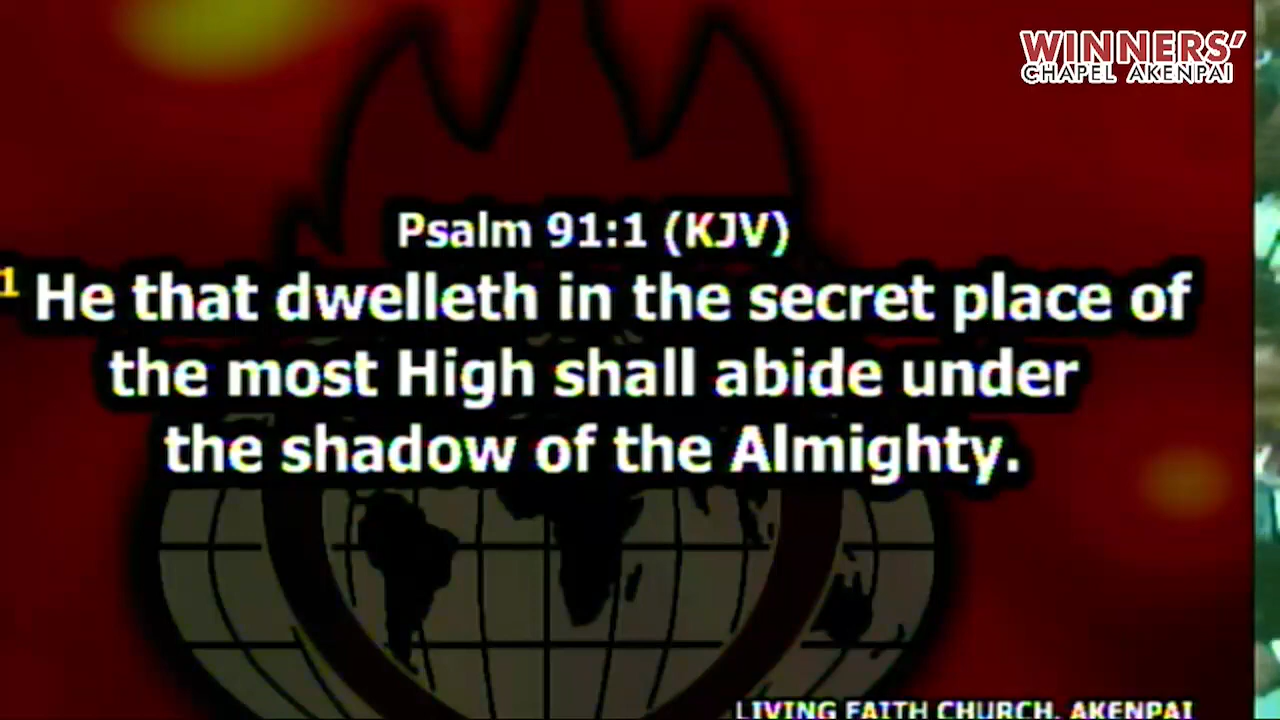 WINNERS'
CHAPEL AKENPAI
Psalm 91:1 (KJV)
1 He that dwelleth in the secret place of
the most High shall abide under
the shadow of the Almighty.
LIVING FAITH CHURCH, AKENPAI